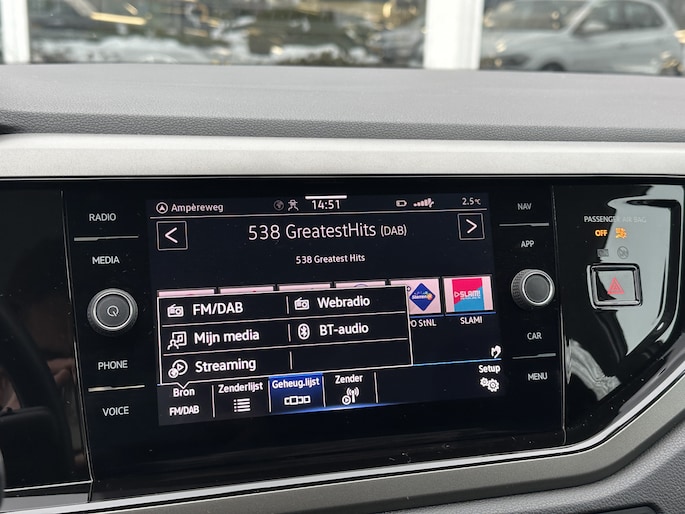 RADIO
MEDIA
PHONE
VOICE
Ampèreweg
14:51
2.5°C
538 GreatestHits (DAB)
538 Greatest Hits
FM/DAB
Webradio
Mijn media
BT-audio
Streaming
O StNL
SLAM!
SLAM!
Setup
Bron
FM/DAB
Zenderlijst
Geheug.lijst
Zender
NAV
APP
CAR
MENU
PASSENGER AIR BAG
OFF